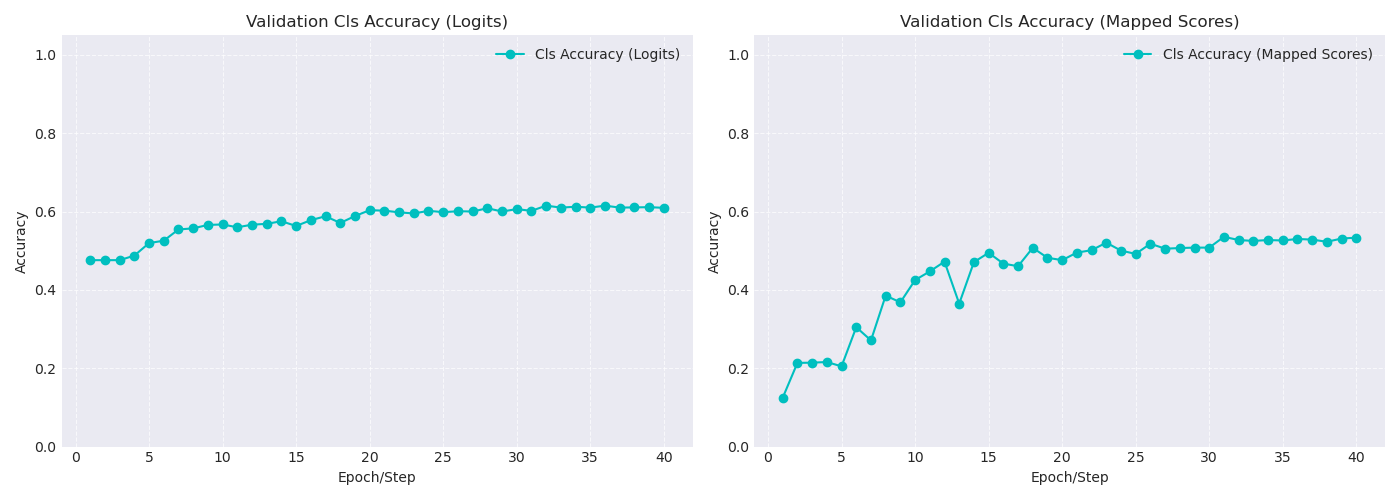 Validation Cls Accuracy (Logits)
Cls Accuracy (Logits)
1.0
0.8
0.6
0.4
0.2
0.0
Accuracy
0 5 10 15 20 25 30 35 40
Epoch/Step
Validation Cls Accuracy (Mapped Scores)
Cls Accuracy (Mapped Scores)
1.0
0.8
0.6
0.4
0.2
0.0
Accuracy
0 5 10 15 20 25 30 35 40
Epoch/Step